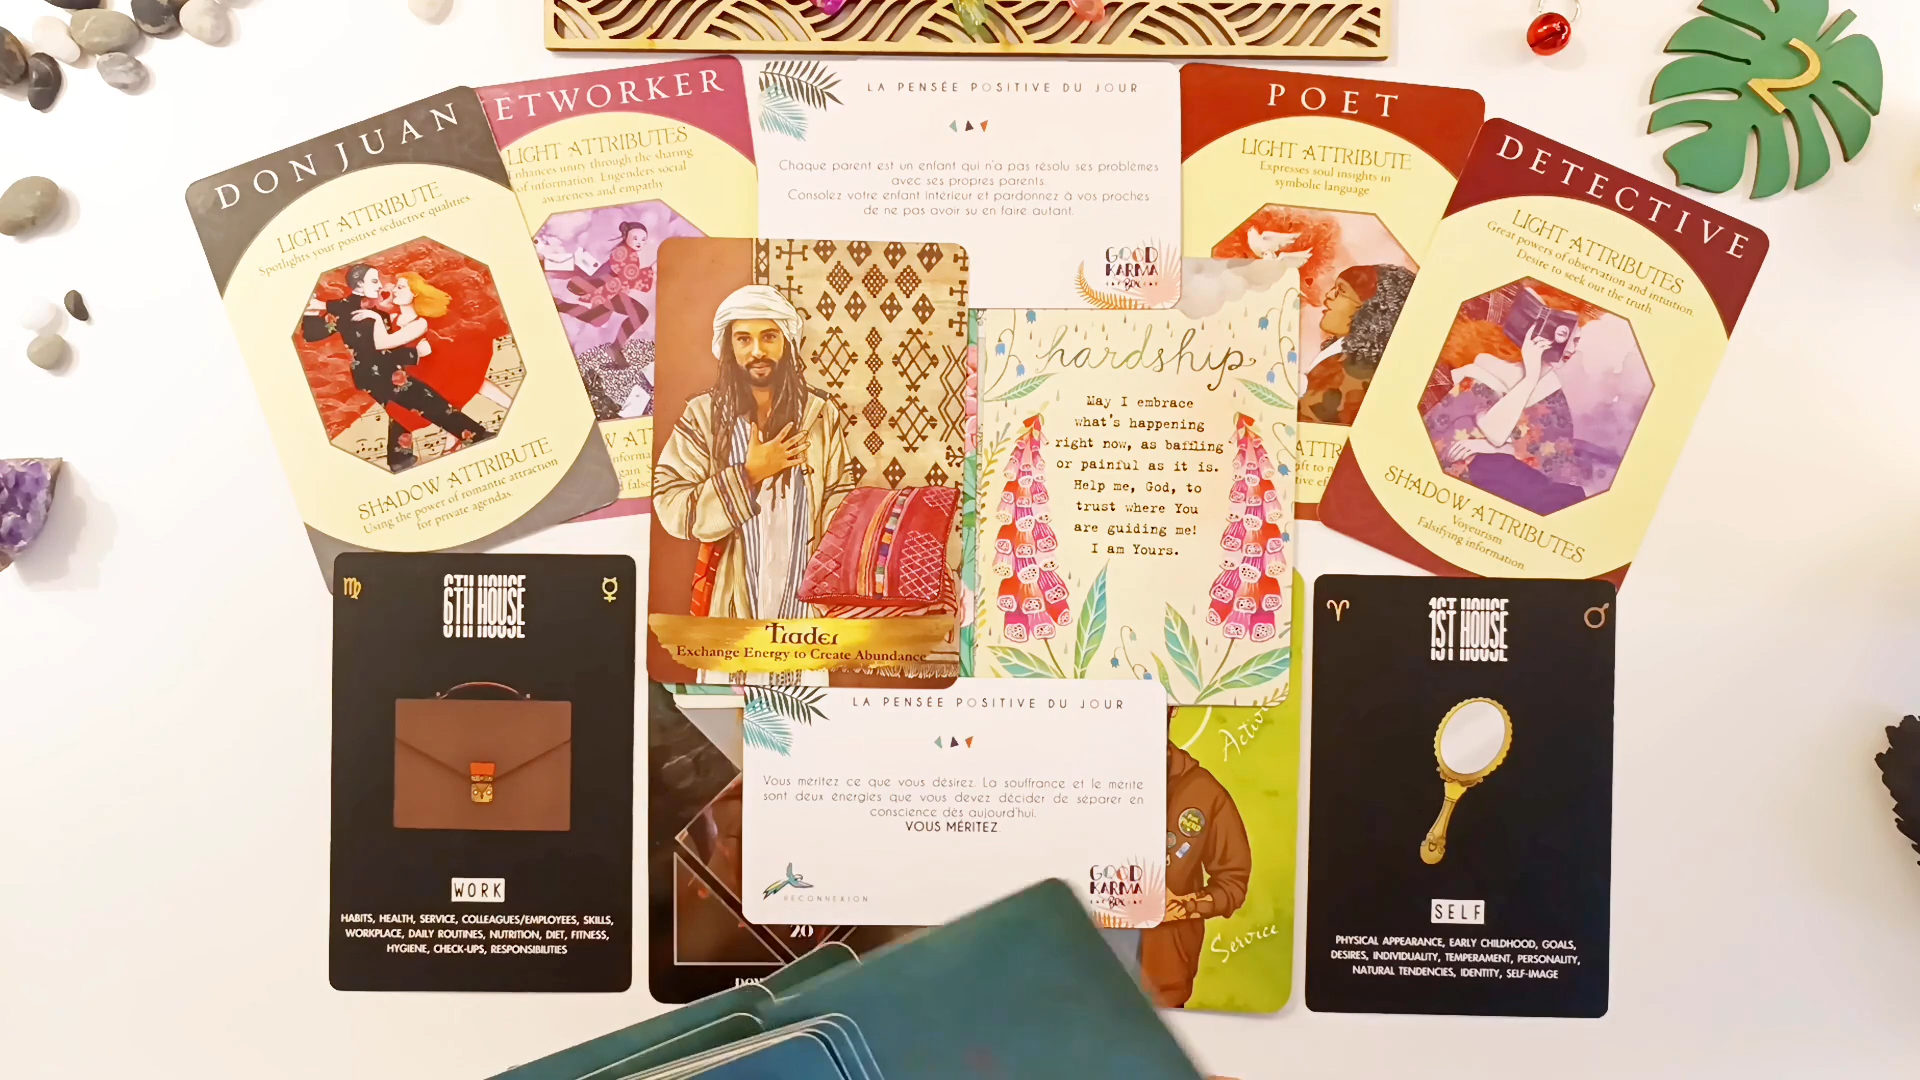 DON JUAN
LIGHT ATTRIBUTE
Spotlights your positive seductive qualities
SHADOW ATTRIBUTE
Using the power of romantic attraction
for private agendas.
ETWORKER
LIGHT ATTRIBUTES
Enhances unity through the sharing
of information. Engenders social
awareness and empathy
LA PENSÉE POSITIVE DU JOUR
Chaque parent est un enfant qui n'a pas résolu ses problèmes
avec ses propres parents.
Consolez votre enfant intérieur et pardonnez à vos proches
de ne pas avoir su en faire autant.
GOOD
KARMA
BOX
POET
LIGHT ATTRIBUTE
Expresses soul insights in
symbolic language
DETECTIVE
LIGHT ATTRIBUTES
Great powers of observation and intuition
Desire to seek out the truth
SHADOW ATTRIBUTES
Voyeurism
Falsifying information
2
Trader
Exchange Energy to Create Abundance
hardship
May I embrace
what's happening
right now, as baffling
or painful as it is.
Help me, God, to
trust where You
are guiding me!
I am Yours.
6TH HOUSE
WORK
HABITS, HEALTH, SERVICE, COLLEAGUES/EMPLOYEES, SKILLS,
WORKPLACE, DAILY ROUTINES, NUTRITION, DIET, FITNESS,
HYGIENE, CHECK-UPS, RESPONSIBILITIES
LA PENSÉE POSITIVE DU JOUR
Vous méritez ce que vous désirez. La souffrance et le mérite
sont deux énergies que vous devez décider de séparer en
conscience dès aujourd'hui.
VOUS MÉRITEZ
RECONNEXION
GOOD
KARMA
BOX
20
Service
1ST HOUSE
SELF
PHYSICAL APPEARANCE, EARLY CHILDHOOD, GOALS,
DESIRES, INDIVIDUALITY, TEMPERAMENT, PERSONALITY,
NATURAL TENDENCIES, IDENTITY, SELF-IMAGE